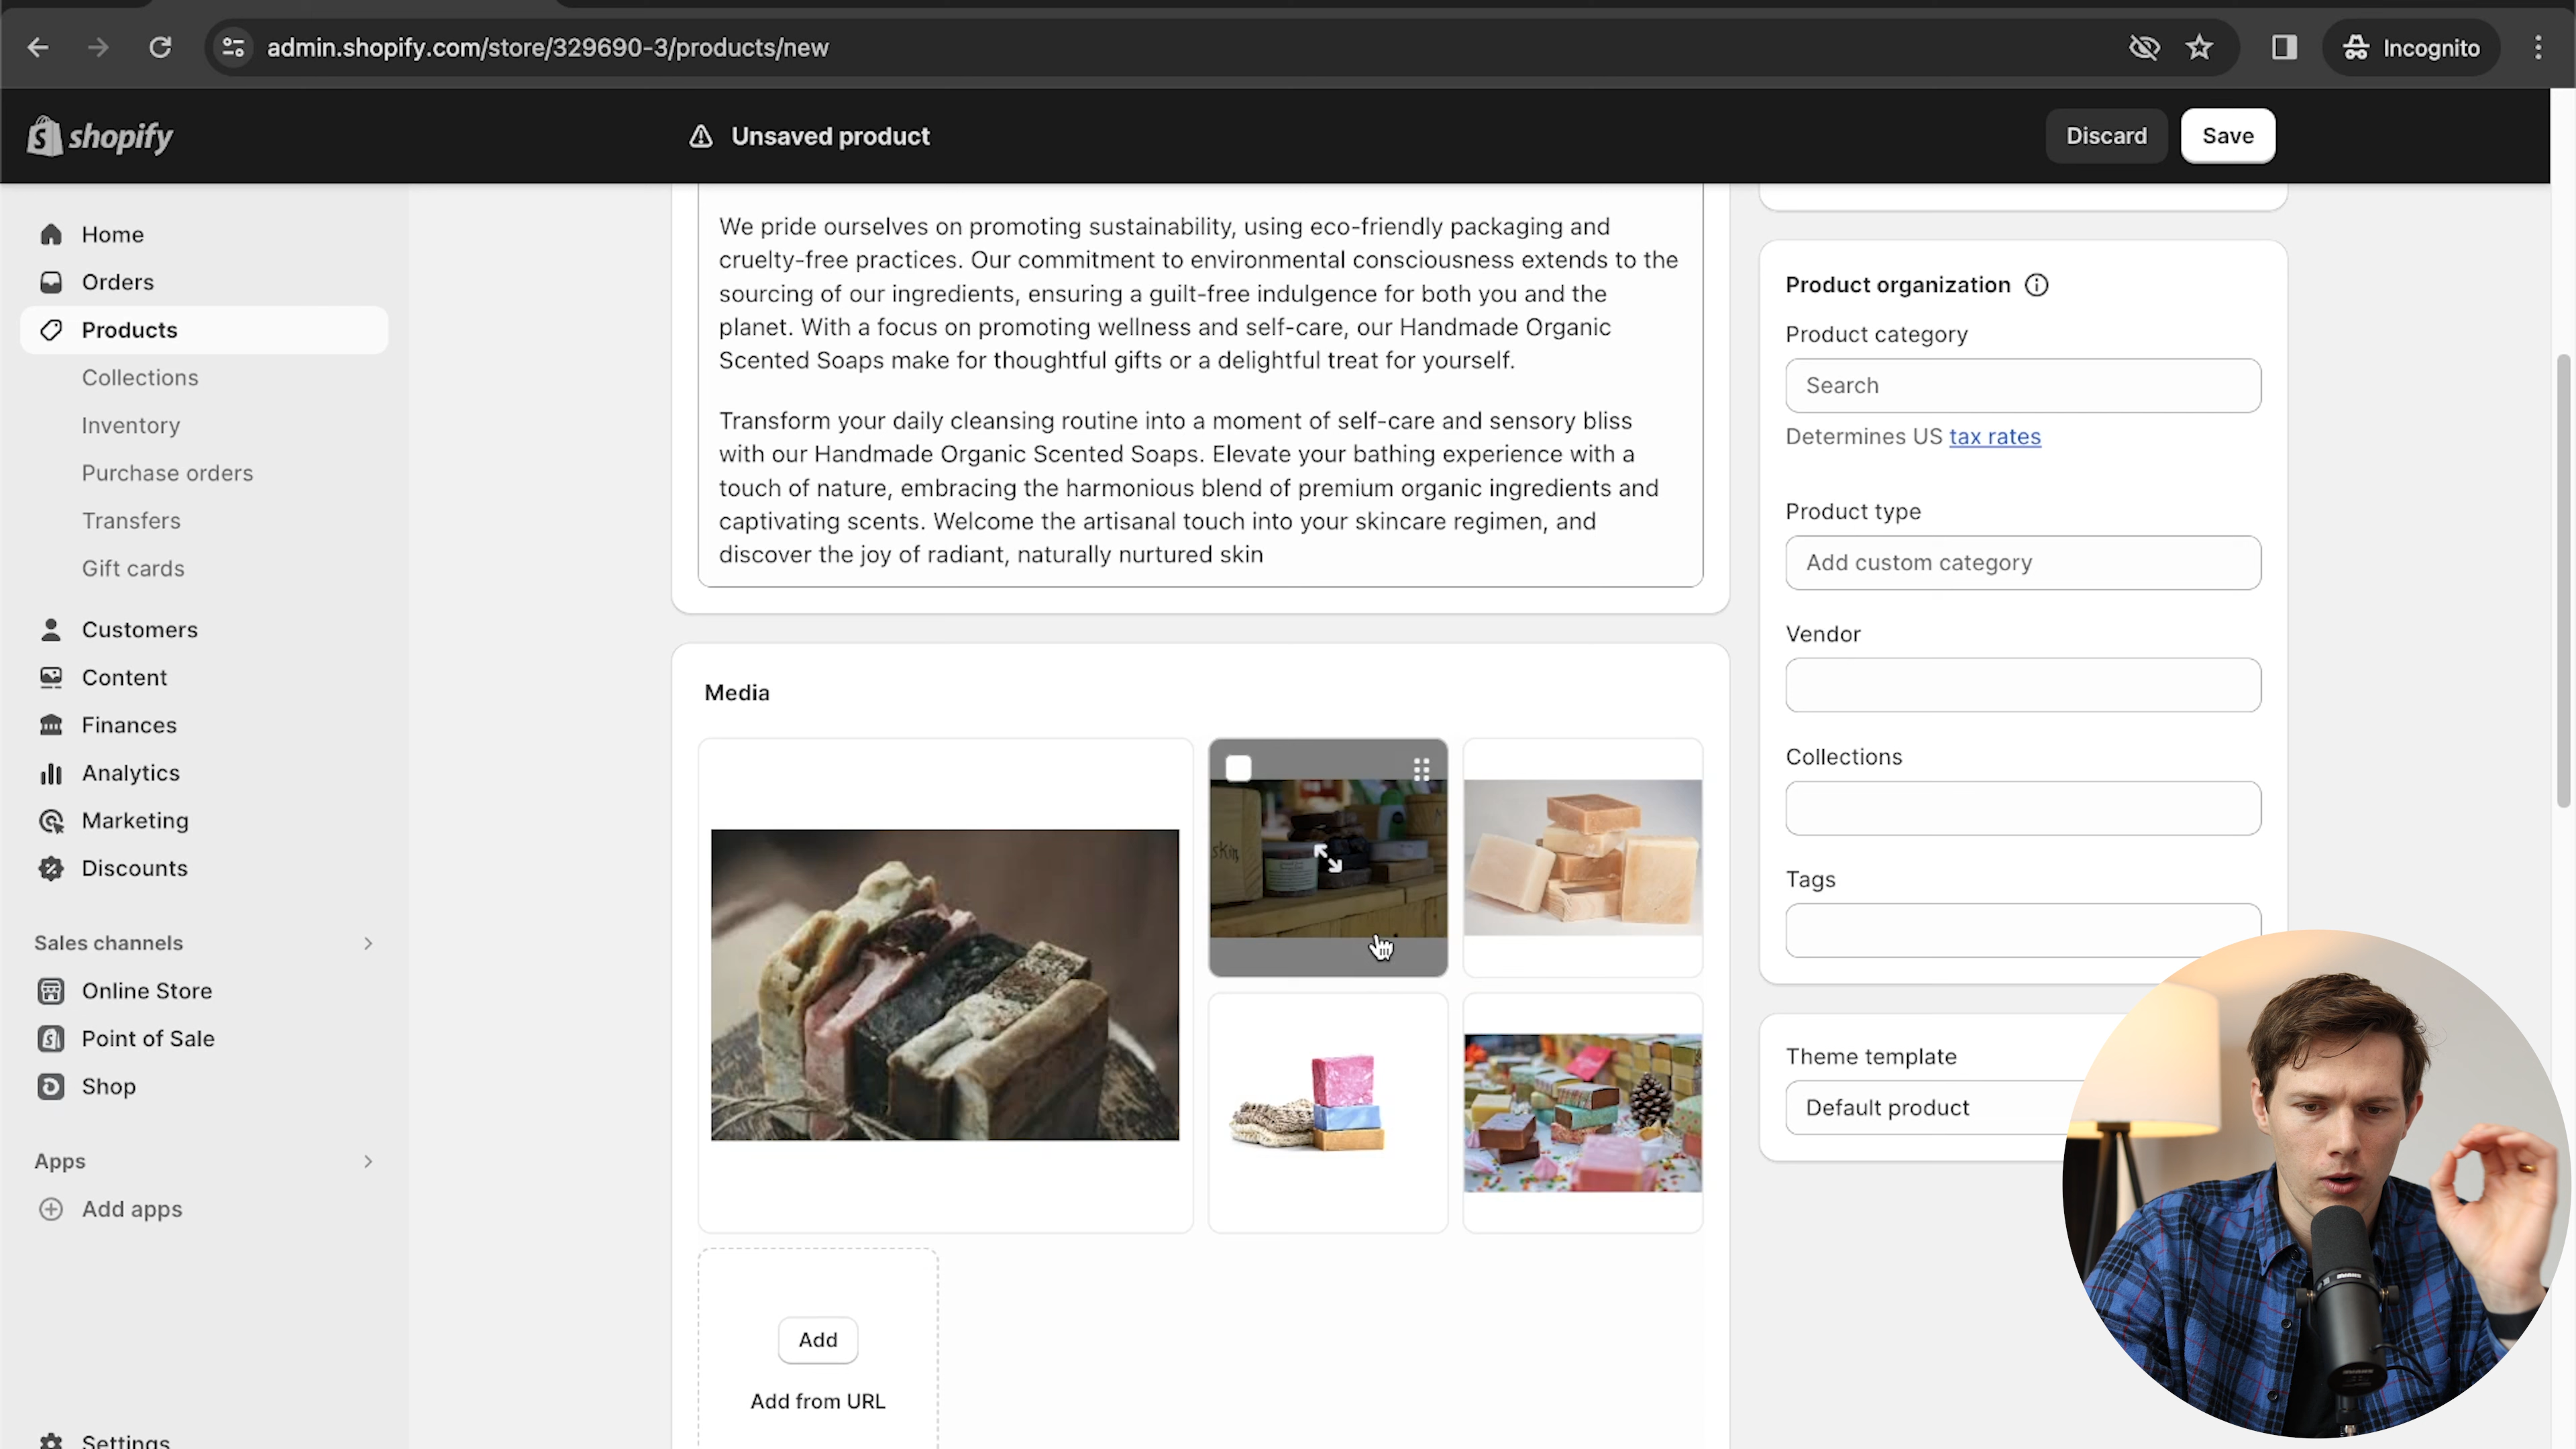 admin.shopify.com/store/329690-3/products/new
Incognito
shopify
Unsaved product
Discard
Save
Home
Orders
Products
Collections
Inventory
Purchase orders
Transfers
Gift cards
Customers
Content
Finances
Analytics
Marketing
Discounts
Sales channels
Online Store
Point of Sale
Shop
Apps
Add apps
Settings
We pride ourselves on promoting sustainability, using eco-friendly packaging and
cruelty-free practices. Our commitment to environmental consciousness extends to the
sourcing of our ingredients, ensuring a guilt-free indulgence for both you and the
planet. With a focus on promoting wellness and self-care, our Handmade Organic
Scented Soaps make for thoughtful gifts or a delightful treat for yourself.
Transform your daily cleansing routine into a moment of self-care and sensory bliss
with our Handmade Organic Scented Soaps. Elevate your bathing experience with a
touch of nature, embracing the harmonious blend of premium organic ingredients and
captivating scents. Welcome the artisanal touch into your skincare regimen, and
discover the joy of radiant, naturally nurtured skin
Media
skin
Add
Add from URL
Product organization
Product category
Search
Determines US tax rates
Product type
Add custom category
Vendor
Collections
Tags
Theme template
Default product